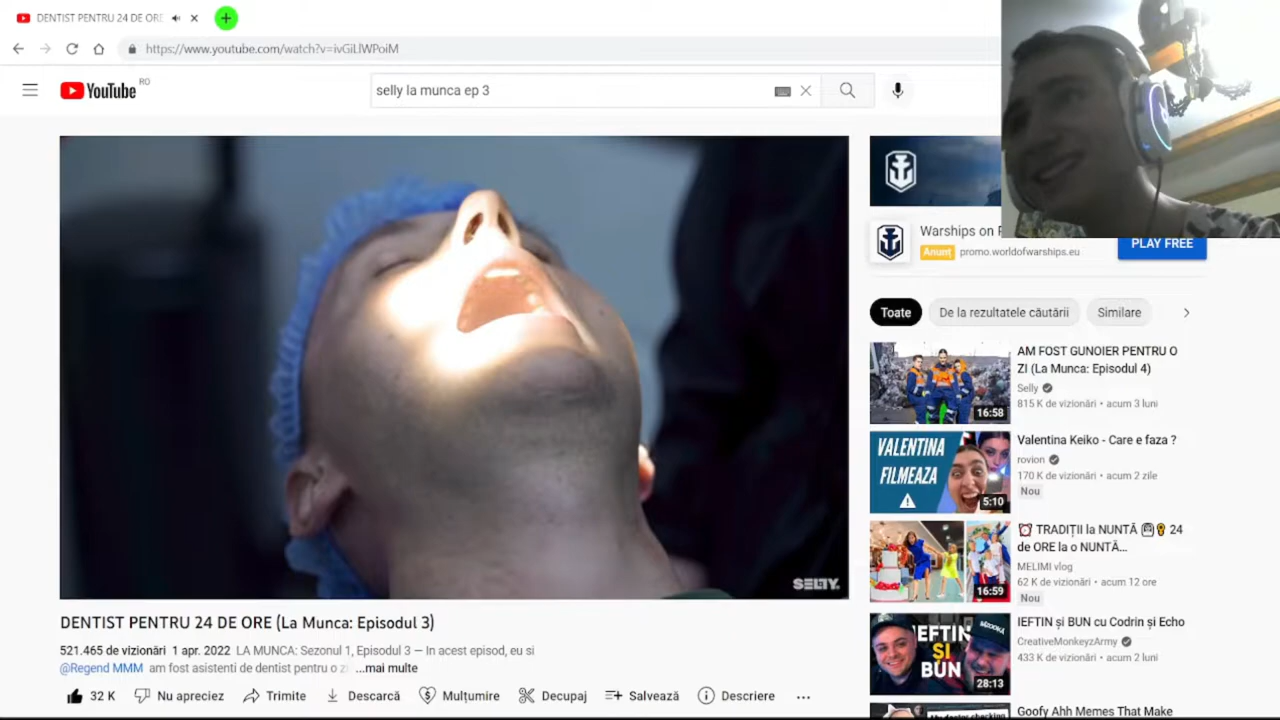 DENTIST PENTRU 24 DE ORE
https://www.youtube.com/watch?v=ivGiLlWPoiM
YouTube RO
selly la munca ep 3
SELTY.
Warships on
Anunț promo.worldofwarships.eu
PLAY FREE
Toate De la rezultatele căutării Similare
AM FOST GUNOIER PENTRU O
ZI (La Munca: Episodul 4)
Selly
815 K de vizionări • acum 3 luni
16:58
VALENTINA
FILMEAZA
5:10
Valentina Keiko - Care e faza ?
rovion
170 K de vizionări • acum 2 zile
Nou
16:59
⏰ TRADIȚII la NUNTĂ 24
de ORE la o NUNTĂ...
MELIMI vlog
62 K de vizionări • acum 12 ore
Nou
IEFTIN
ȘI
BUN
28:13
IEFTIN și BUN cu Codrin și Echo
CreativeMonkeyzArmy
433 K de vizionări • acum 2 luni
Goofy Ahh Memes That Make
DENTIST PENTRU 24 DE ORE (La Munca: Episodul 3)
521.465 de vizionări 1 apr. 2022 LA MUNCA: Sezonul 1, Episodul 3 — In acest episod, eu si
@Regend MMM am fost asistenti de dentist pentru o zi ...mai
32 K Nu apreciez Descarcă Mulțumire Decupaj Salvează Descriere